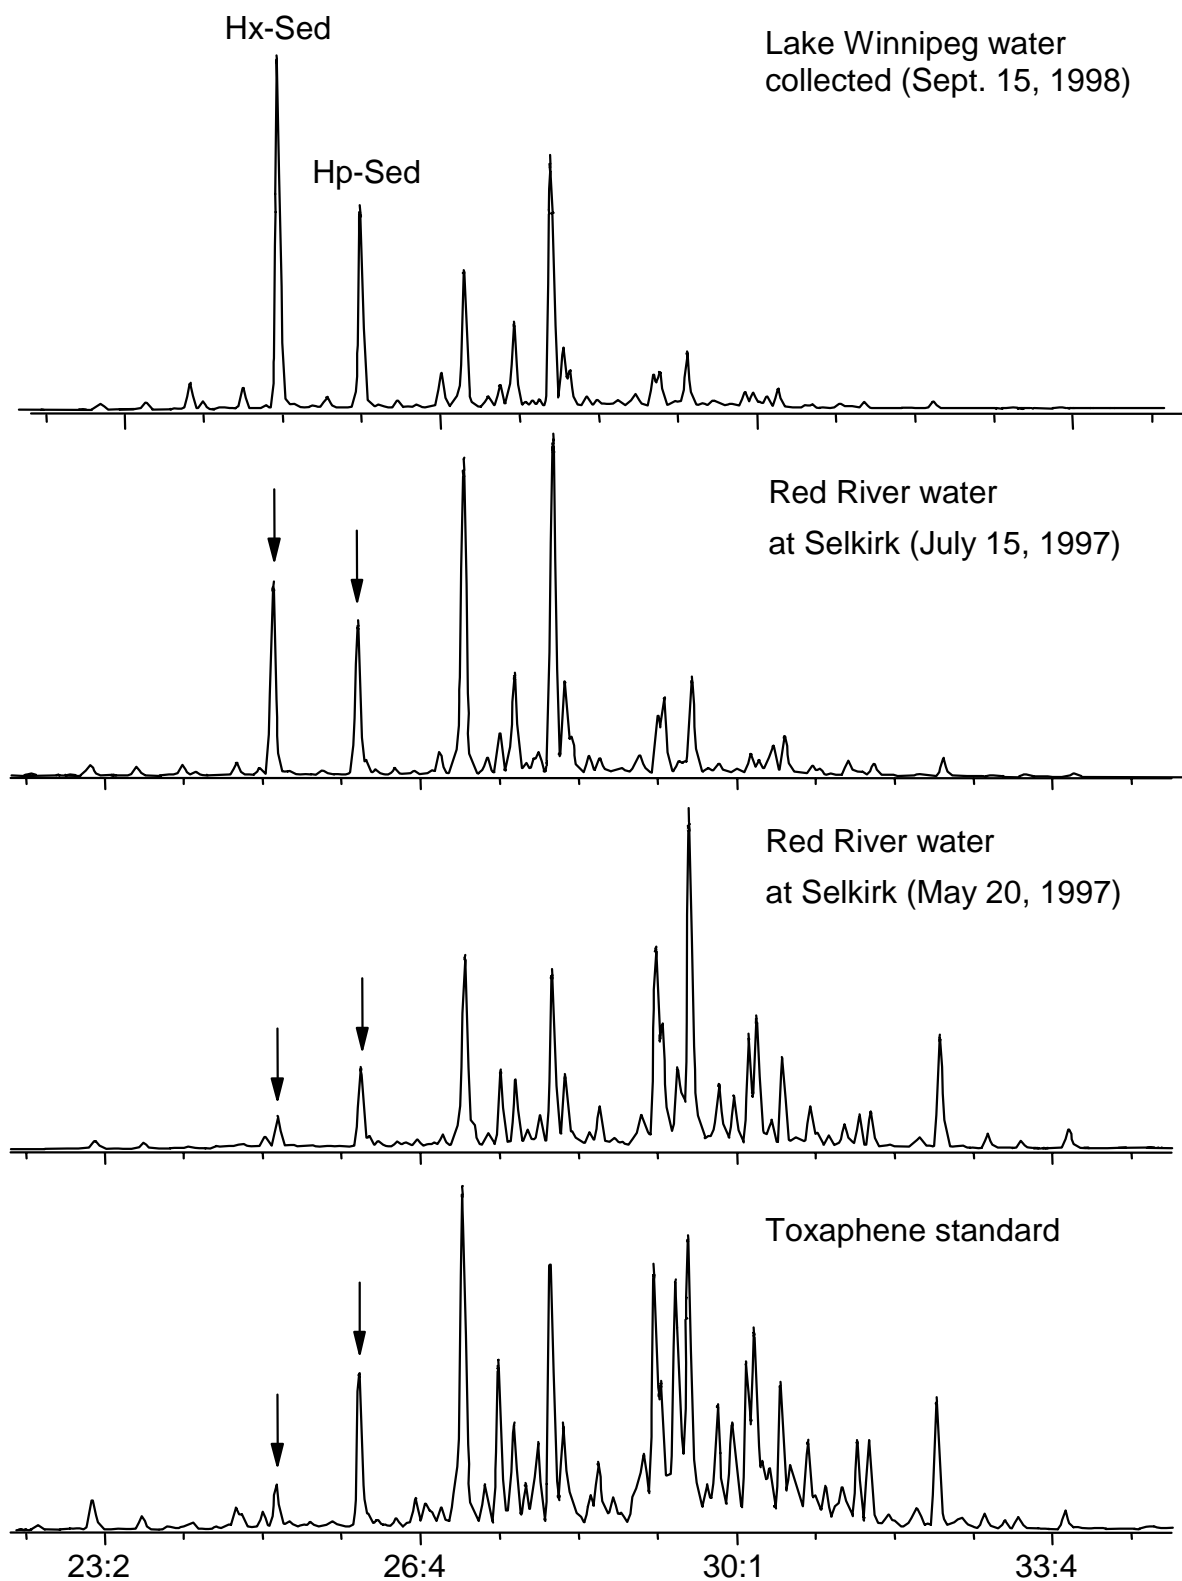 Hx-Sed
Lake Winnipeg water
collected (Sept. 15, 1998)
Hp-Sed
Red River water
at Selkirk (July 15, 1997)
Red River water
at Selkirk (May 20, 1997)
Toxaphene standard
23:2 26:4 30:1 33:4